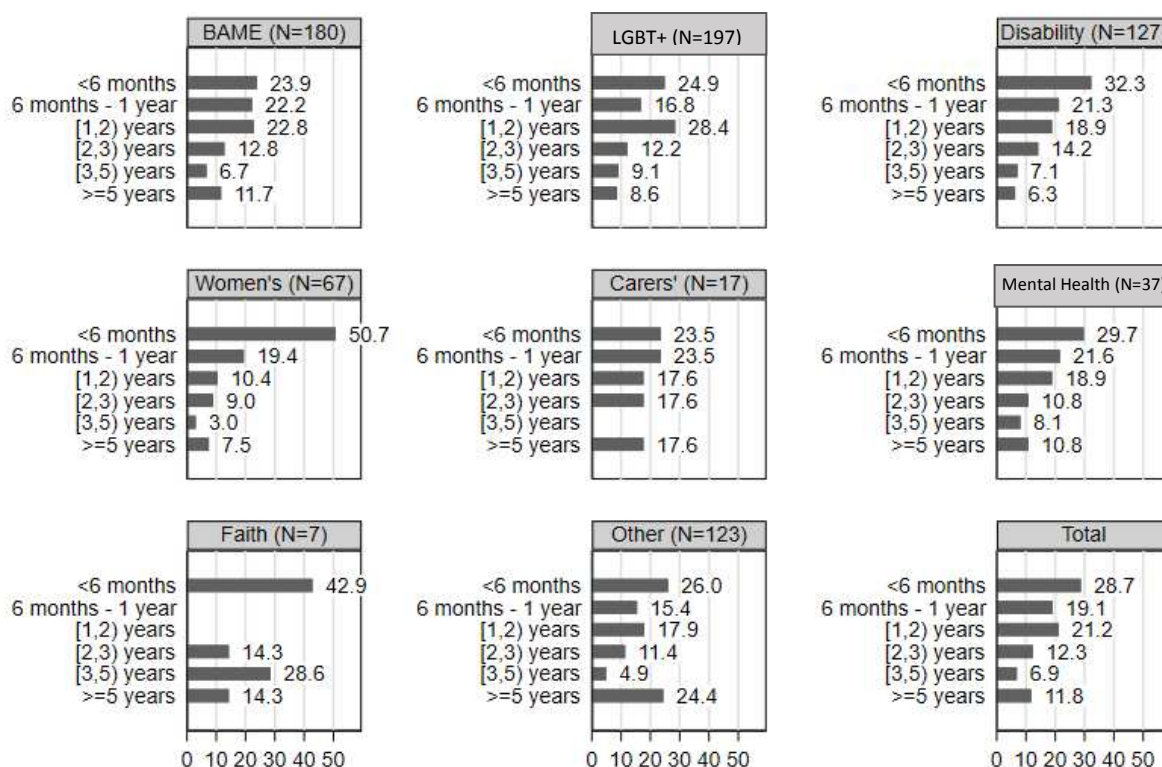 BAME (N=180)
<6 months 23.9
6 months - 1 year 22.2
[1,2) years 22.8
[2,3) years 12.8
[3,5) years 6.7
>=5 years 11.7
LGBT+ (N=197)
<6 months 24.9
6 months - 1 year 16.8
[1,2) years 28.4
[2,3) years 12.2
[3,5) years 9.1
>=5 years 8.6
Disability (N=127
<6 months 32.3
6 months - 1 year 21.3
[1,2) years 18.9
[2,3) years 14.2
[3,5) years 7.1
>=5 years 6.3
Women's (N=67)
<6 months 50.7
6 months - 1 year 19.4
[1,2) years 10.4
[2,3) years 9.0
[3,5) years 3.0
>=5 years 7.5
Carers' (N=17)
<6 months 23.5
6 months - 1 year 23.5
[1,2) years 17.6
[2,3) years 17.6
[3,5) years
>=5 years 17.6
Mental Health (N=37)
<6 months 29.7
6 months - 1 year 21.6
[1,2) years 18.9
[2,3) years 10.8
[3,5) years 8.1
>=5 years 10.8
Faith (N=7)
<6 months 42.9
6 months - 1 year
[1,2) years
[2,3) years 14.3
[3,5) years 28.6
>=5 years 14.3
0 10 20 30 40 50
Other (N=123)
<6 months 26.0
6 months - 1 year 15.4
[1,2) years 17.9
[2,3) years 11.4
[3,5) years 4.9
>=5 years 24.4
0 10 20 30 40 50
Total
<6 months 28.7
6 months - 1 year 19.1
[1,2) years 21.2
[2,3) years 12.3
[3,5) years 6.9
>=5 years 11.8
0 10 20 30 40 50